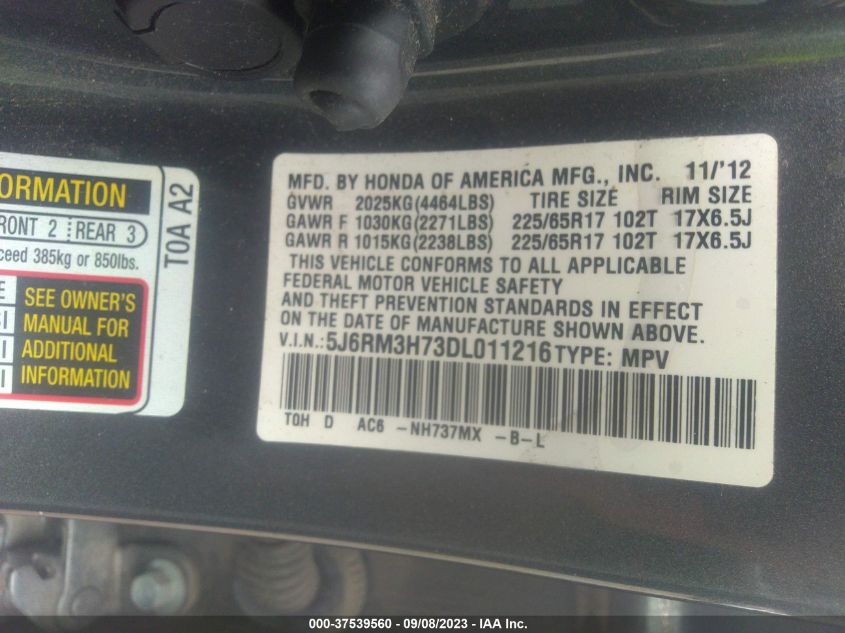 ORMATION
RONT 2 REAR 3
ceed 385kg or 850lbs.
E SEE OWNER'S
SI MANUAL FOR
I ADDITIONAL
I INFORMATION
TOA A2
MFD. BY HONDA OF AMERICA MFG., INC. 11/'12
GVWR 2025KG(4464LBS) TIRE SIZE RIM SIZE
GAWR F 1030KG(2271LBS) 225/65R17 102T 17X6.5J
GAWR R 1015KG(2238LBS) 225/65R17 102T 17X6.5J
THIS VEHICLE CONFORMS TO ALL APPLICABLE
FEDERAL MOTOR VEHICLE SAFETY
AND THEFT PREVENTION STANDARDS IN EFFECT
ON THE DATE OF MANUFACTURE SHOWN ABOVE.
V.I.N.:5J6RM3H73DL011216 TYPE: MPV
TOH D AC6 -NH737MX -B-L
000-37539560 - 09/08/2023 - IAA Inc.